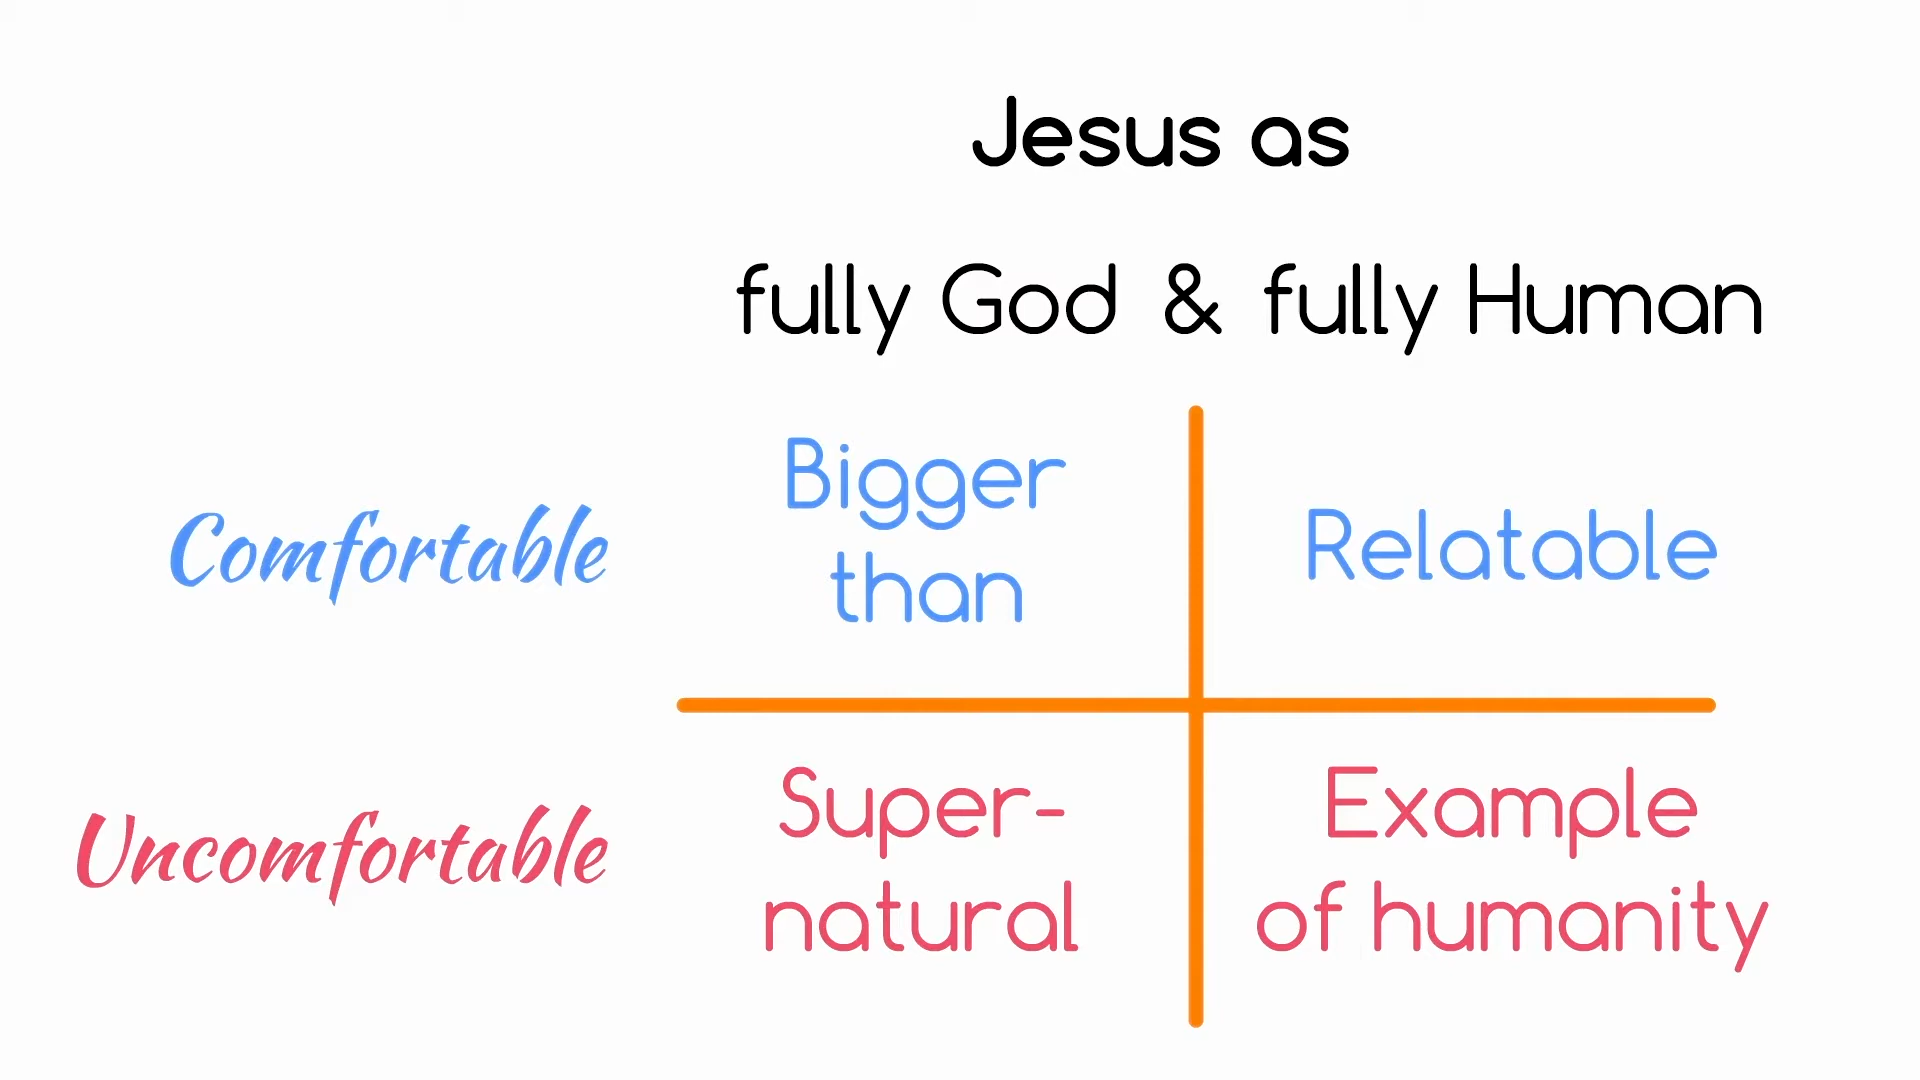 Jesus as
fully God & fully Human
Comfortable
Bigger
than
Relatable
Uncomfortable
Super-
natural
Example
of humanity